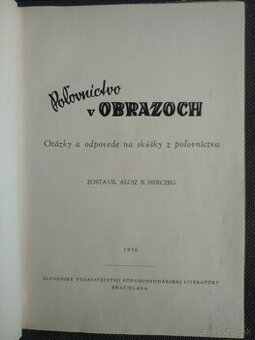 Poľovníctvo
v OBRAZOCH
Otázky a odpovede na skúšky z poľovníctva
ZOSTAVIL ALOJZ B. HERCZEG
1956
SLOVENSKÉ VYDAVATEĽSTVO PÔDOHOSPODÁRSKEJ LITERATÚRY
BRATISLAVA